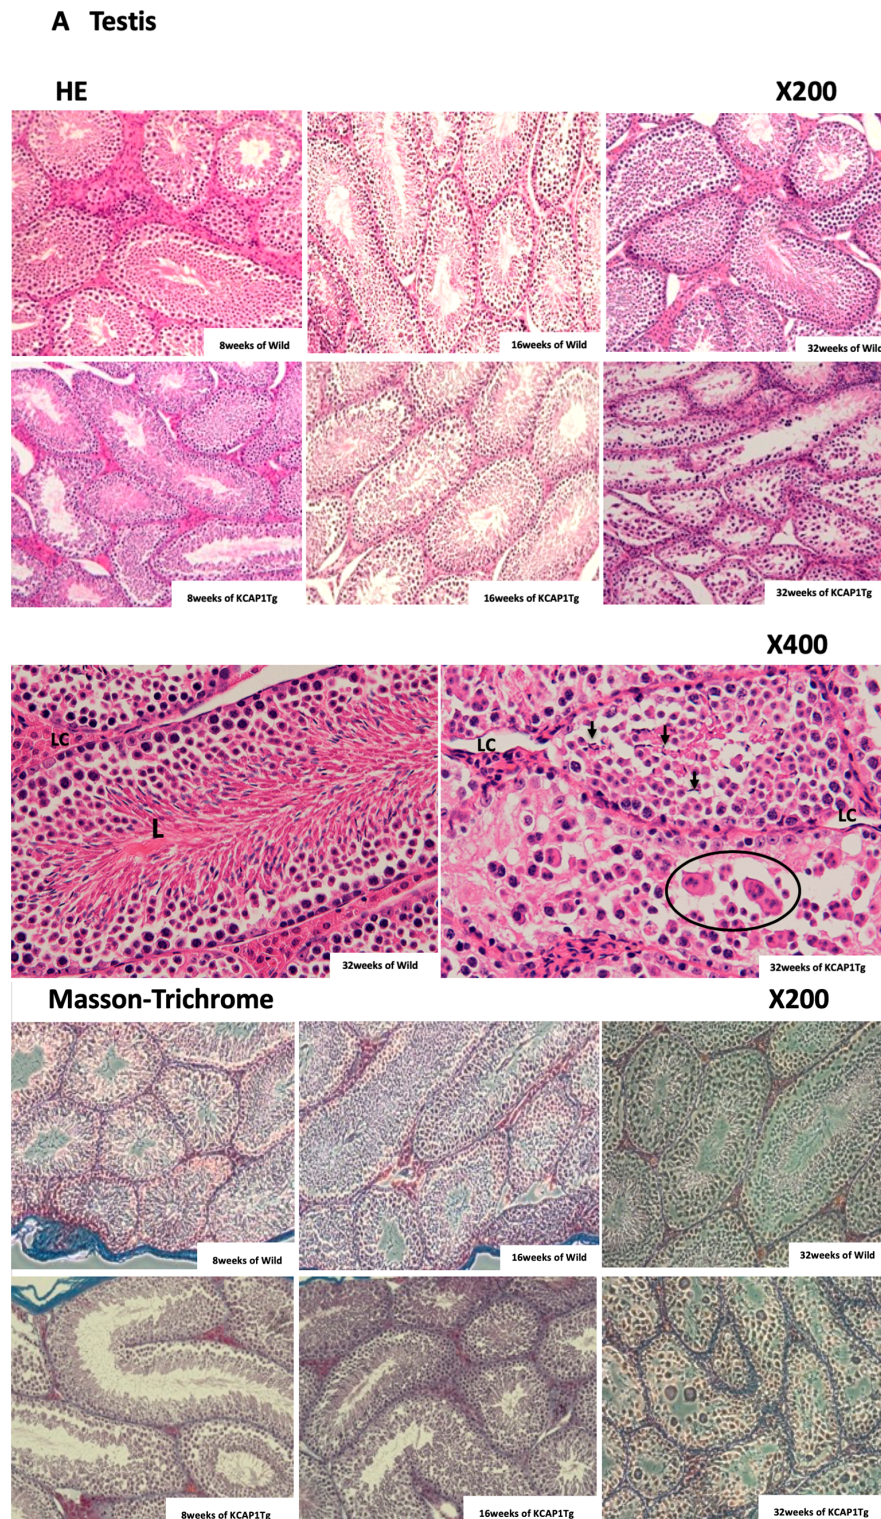 A Testis
HE X200
8weeks of Wild
16weeks of Wild
32weeks of Wild
8weeks of KCAP1Tg
16weeks of KCAP1Tg
32weeks of KCAP1Tg
X400
LC
L
32weeks of Wild
LC
LC
32weeks of KCAP1Tg
Masson-Trichrome X200
8weeks of Wild
16weeks of Wild
32weeks of Wild
8weeks of KCAP1Tg
16weeks of KCAP1Tg
32weeks of KCAP1Tg